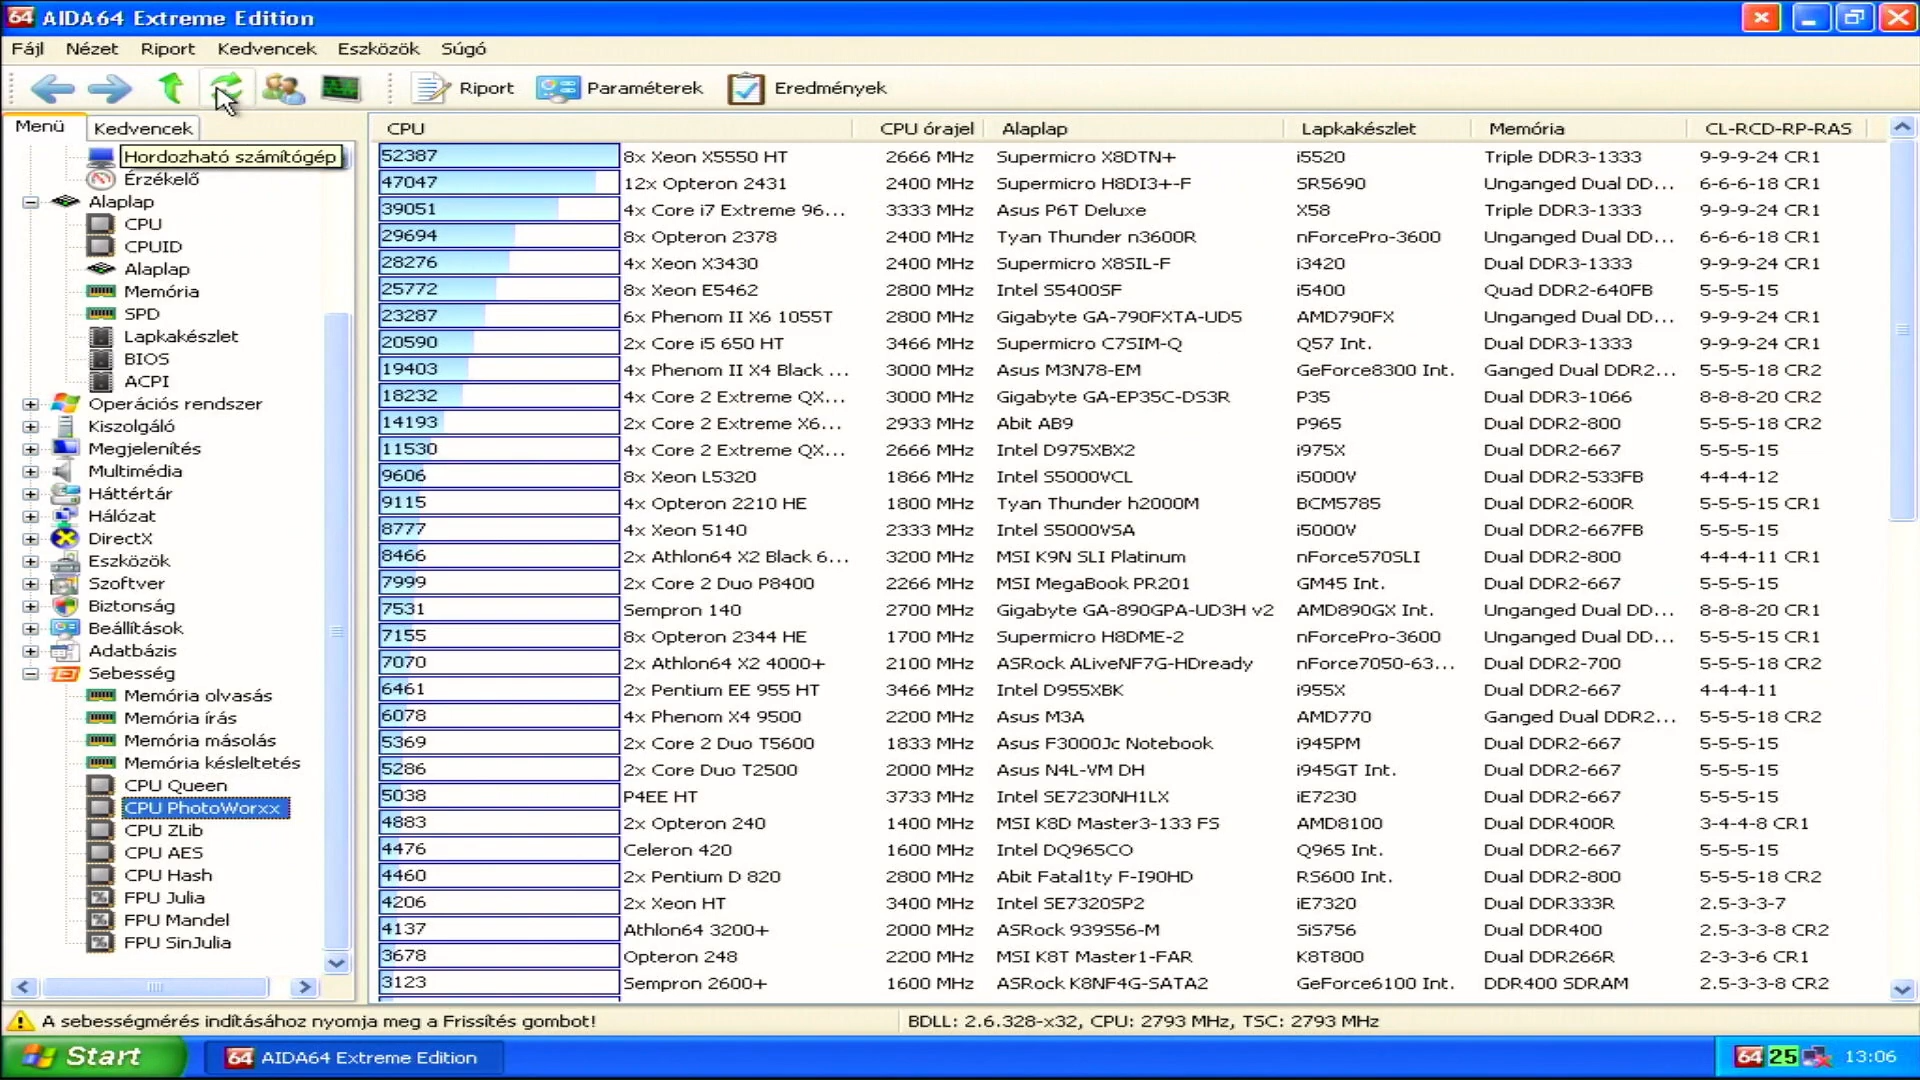 AIDA64 Extreme Edition
Fájl Nézet Riport Kedvencek Eszközök Súgó
Riport Paraméterek Eredmények
Menü Kedvencek
Hordozható számítógép
Érzékelő
Alaplap
CPU
CPUID
Alaplap
Memória
SPD
Lapkakészlet
BIOS
ACPI
Operációs rendszer
Kiszolgáló
Megjelenítés
Multimédia
Háttértár
Hálózat
DirectX
Eszközök
Szoftver
Biztonság
Beállítások
Adatbázis
Sebesség
Memória olvasás
Memória írás
Memória másolás
Memória késleltetés
CPU Queen
CPU PhotoWorxx
CPU ZLib
CPU AES
CPU Hash
FPU Julia
FPU Mandel
FPU SinJulia
CPU CPU órajel Alaplap Lapkakészlet Memória CL-RCD-RP-RAS
52387 8x Xeon X5550 HT 2666 MHz Supermicro X8DTN+ i5520 Triple DDR3-1333 9-9-9-24 CR1
47047 12x Opteron 2431 2400 MHz Supermicro H8DI3+-F SR5690 Unganged Dual DD... 6-6-6-18 CR1
39051 4x Core i7 Extreme 96... 3333 MHz Asus P6T Deluxe X58 Triple DDR3-1333 9-9-9-24 CR1
29694 8x Opteron 2378 2400 MHz Tyan Thunder n3600R nForcePro-3600 Unganged Dual DD... 6-6-6-18 CR1
28276 4x Xeon X3430 2400 MHz Supermicro X8SIL-F i3420 Dual DDR3-1333 9-9-9-24 CR1
25772 8x Xeon E5462 2800 MHz Intel S5400SF i5400 Quad DDR2-640FB 5-5-5-15
23287 6x Phenom II X6 1055T 2800 MHz Gigabyte GA-790FXTA-UD5 AMD790FX Unganged Dual DD... 9-9-9-24 CR1
20590 2x Core i5 650 HT 3466 MHz Supermicro C7SIM-Q Q57 Int. Dual DDR3-1333 9-9-9-24 CR1
19403 4x Phenom II X4 Black ... 3000 MHz Asus M3N78-EM GeForce8300 Int. Ganged Dual DDR2... 5-5-5-18 CR2
18232 4x Core 2 Extreme QX... 3000 MHz Gigabyte GA-EP35C-DS3R P35 Dual DDR3-1066 8-8-8-20 CR2
14193 2x Core 2 Extreme X6... 2933 MHz Abit AB9 P965 Dual DDR2-800 5-5-5-18 CR2
11530 4x Core 2 Extreme QX... 2666 MHz Intel D975XBX2 i975X Dual DDR2-667 5-5-5-15
9606 8x Xeon L5320 1866 MHz Intel S5000VCL i5000V Dual DDR2-533FB 4-4-4-12
9115 4x Opteron 2210 HE 1800 MHz Tyan Thunder h2000M BCM5785 Dual DDR2-600R 5-5-5-15 CR1
8777 4x Xeon 5140 2333 MHz Intel S5000VSA i5000V Dual DDR2-667FB 5-5-5-15
8466 2x Athlon64 X2 Black 6... 3200 MHz MSI K9N SLI Platinum nForce570SLI Dual DDR2-800 4-4-4-11 CR1
7999 2x Core 2 Duo P8400 2266 MHz MSI MegaBook PR201 GM45 Int. Dual DDR2-667 5-5-5-15
7531 Sempron 140 2700 MHz Gigabyte GA-890GPA-UD3H v2 AMD890GX Int. Unganged Dual DD... 8-8-8-20 CR1
7155 8x Opteron 2344 HE 1700 MHz Supermicro H8DME-2 nForcePro-3600 Unganged Dual DD... 5-5-5-15 CR1
7070 2x Athlon64 X2 4000+ 2100 MHz ASRock ALiveNF7G-HDready nForce7050-63... Dual DDR2-700 5-5-5-18 CR2
6461 2x Pentium EE 955 HT 3466 MHz Intel D955XBK i955X Dual DDR2-667 4-4-4-11
6078 4x Phenom X4 9500 2200 MHz Asus M3A AMD770 Ganged Dual DDR2... 5-5-5-18 CR2
5369 2x Core 2 Duo T5600 1833 MHz Asus F3000Jc Notebook i945PM Dual DDR2-667 5-5-5-15
5286 2x Core Duo T2500 2000 MHz Asus N4L-VM DH i945GT Int. Dual DDR2-667 5-5-5-15
5038 P4EE HT 3733 MHz Intel SE7230NH1LX iE7230 Dual DDR2-667 5-5-5-15
4883 2x Opteron 240 1400 MHz MSI K8D Master3-133 FS AMD8100 Dual DDR400R 3-4-4-8 CR1
4476 Celeron 420 1600 MHz Intel DQ965CO Q965 Int. Dual DDR2-667 5-5-5-15
4460 2x Pentium D 820 2800 MHz Abit Fatal1ty F-I90HD RS600 Int. Dual DDR2-800 5-5-5-18 CR2
4206 2x Xeon HT 3400 MHz Intel SE7320SP2 iE7320 Dual DDR333R 2.5-3-3-7
4137 Athlon64 3200+ 2000 MHz ASRock 939S56-M SiS756 Dual DDR400 2.5-3-3-8 CR2
3678 Opteron 248 2200 MHz MSI K8T Master1-FAR K8T800 Dual DDR266R 2-3-3-6 CR1
3123 Sempron 2600+ 1600 MHz ASRock K8NF4G-SATA2 GeForce6100 Int. DDR400 SDRAM 2.5-3-3-8 CR2
A sebességmérés indításához nyomja meg a Frissítés gombot! BDLL: 2.6.328-x32, CPU: 2793 MHz, TSC: 2793 MHz
Start 64 AIDA64 Extreme Edition 64 25 13:06